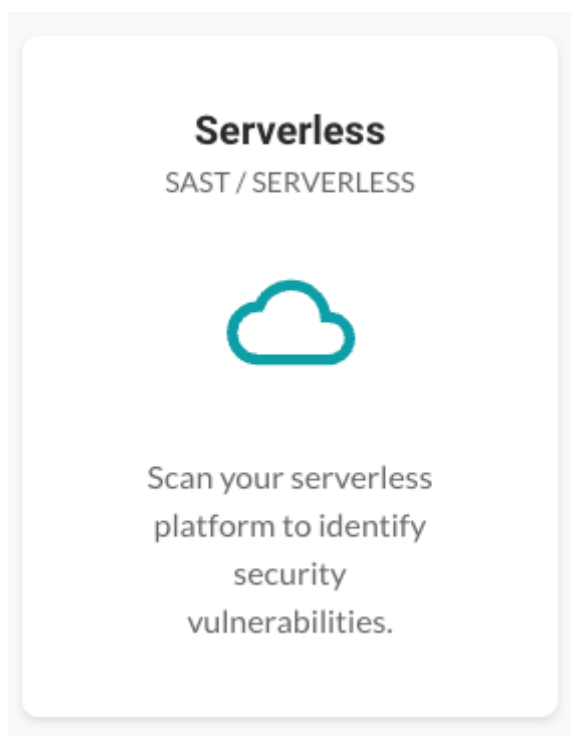 Serverless
SAST / SERVERLESS
Scan your serverless
platform to identify
security
vulnerabilities.